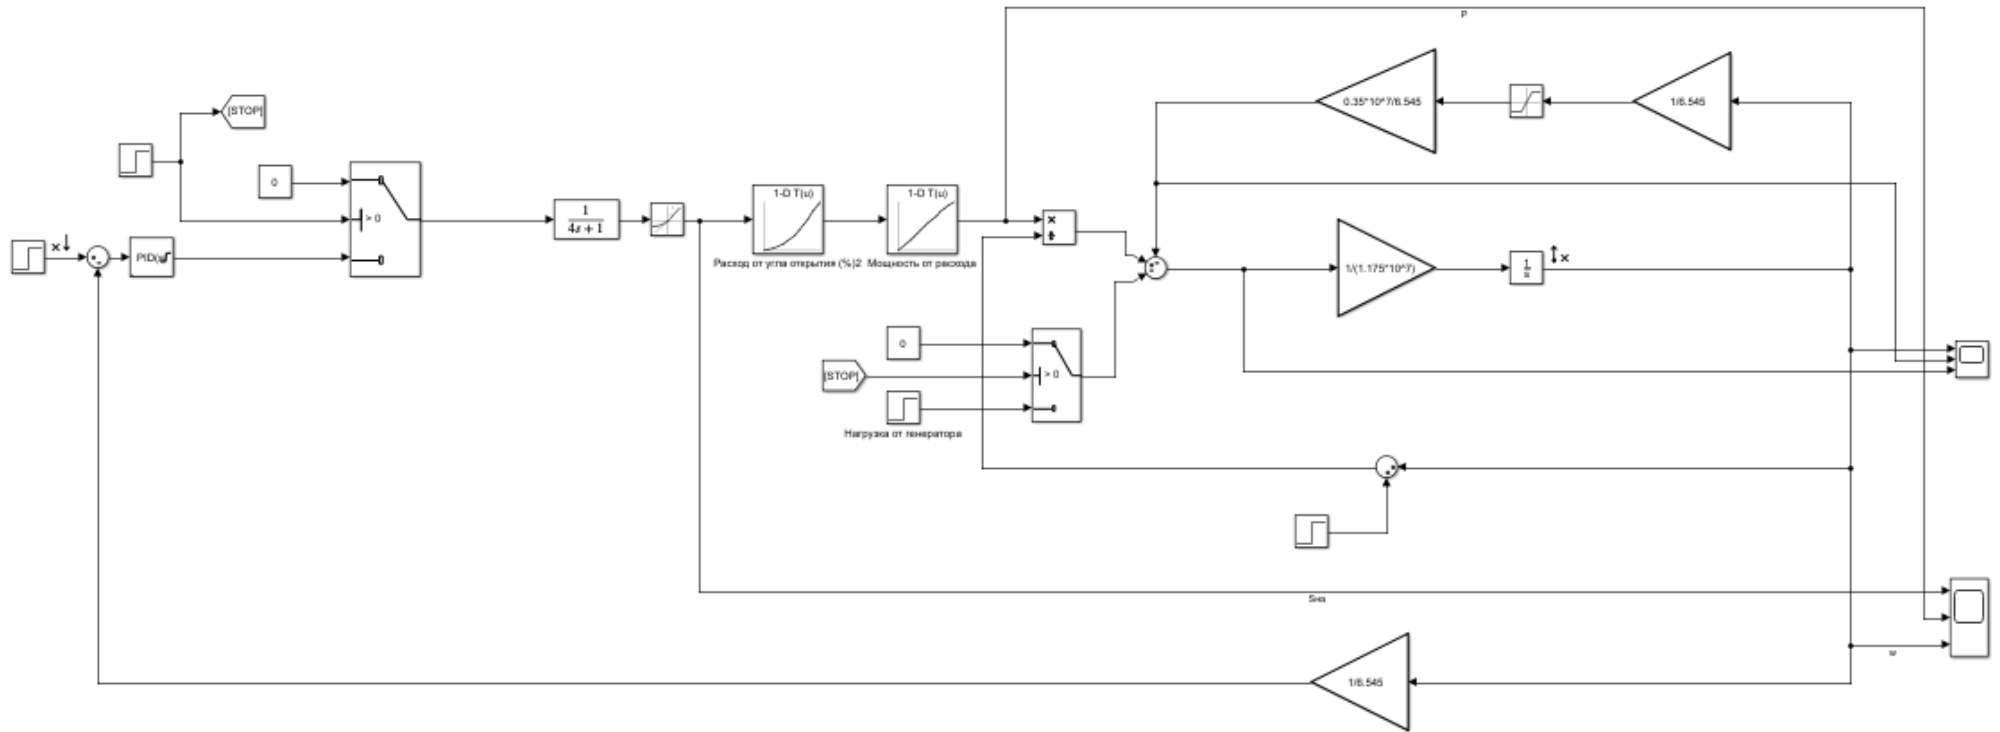 P
0.35*10^7/6.545
1/6.545
[STOP]
0
> 0
1
4s + 1
1-D T(u)
1-D T(u)
×
÷
PID(s)
Расход от угла открытия (%)2
Мощность от расхода
1/(1.175*10^7)
1
s
0
[STOP]
> 0
Нагрузка от генератора
Sна
w
1/6.545